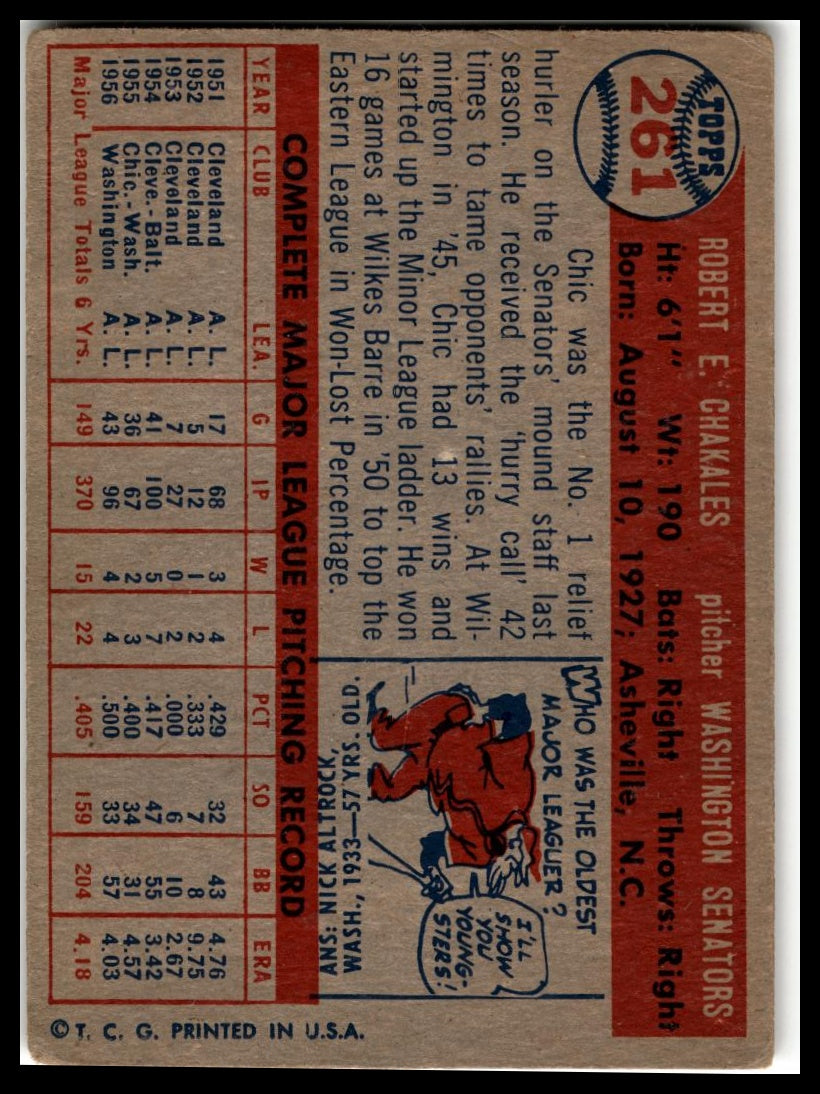 TOPPS
261
ROBERT E. CHAKALES pitcher WASHINGTON SENATORS
Ht: 6'1" Wt: 190 Bats: Right Throws: Right
Born: August 10, 1927; Asheville, N.C.
Chic was the No. 1 relief
hurler on the Senators' mound staff last
season. He received the 'hurry call' 42
times to tame opponents' rallies. At Wil-
mington in '45, Chic had 13 wins and
started up the Minor League ladder. He won
16 games at Wilkes Barre in '50 to top the
Eastern League in Won-Lost Percentage.
WHO WAS THE OLDEST
MAJOR LEAGUER?
I'LL
SHOW
YOU
YOUNG-
STERS!
ANS: NICK ALTROCK,
WASH., 1933—57 YRS. OLD.
COMPLETE MAJOR LEAGUE PITCHING RECORD
YEAR CLUB LEA. G IP W L PCT SO BB ERA
1951 Cleveland A. L. 17 68 3 4 .429 32 43 4.76
1952 Cleveland A. L. 5 12 1 2 .333 7 8 9.75
1953 Cleveland A. L. 7 27 0 2 .000 6 10 2.67
1954 Cleve.-Balt. A. L. 41 100 5 7 .417 47 55 3.42
1955 Chic.-Wash. A. L. 36 67 2 3 .400 34 31 4.57
1956 Washington A. L. 43 96 4 4 .500 33 57 4.03
Major League Totals 6 Yrs. 149 370 15 22 .405 159 204 4.18
© T. C. G. PRINTED IN U.S.A.